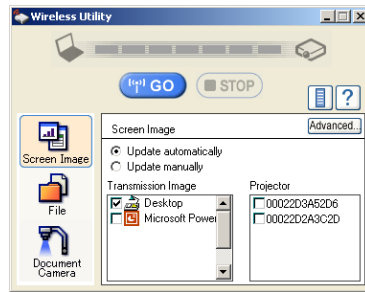 Wireless Utility
GO
STOP
?
Screen Image
Advanced...
Update automatically
Update manually
Transmission Image
Projector
Desktop
Microsoft Power
00022D3A52D6
00022D2A3C2D
Screen Image
File
Document
Camera